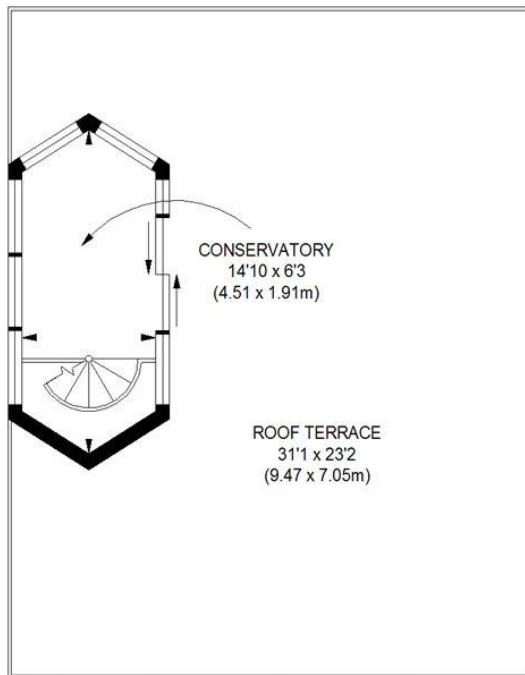 CONSERVATORY
14'10 x 6'3
(4.51 x 1.91m)
ROOF TERRACE
31'1 x 23'2
(9.47 x 7.05m)